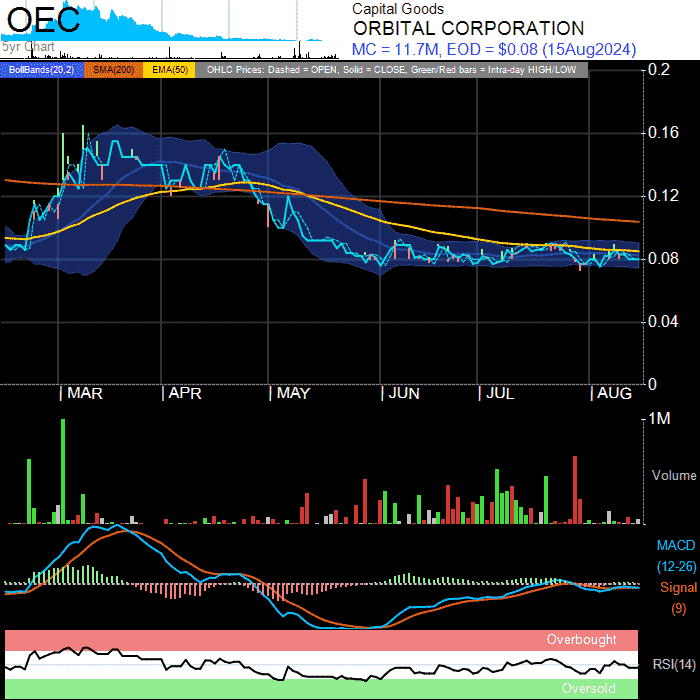 OEC
5yr Chart
Capital Goods
ORBITAL CORPORATION
MC = 11.7M, EOD = $0.08 (15Aug2024)
BollBands(20,2) SMA(200) EMA(50) OHLC Prices: Dashed = OPEN, Solid = CLOSE, Green/Red bars = Intra-day HIGH/LOW
0.2
0.16
0.12
0.08
0.04
0
MAR APR MAY JUN JUL AUG
1M
Volume
MACD
(12-26)
Signal
(9)
Overbought
RSI(14)
Oversold